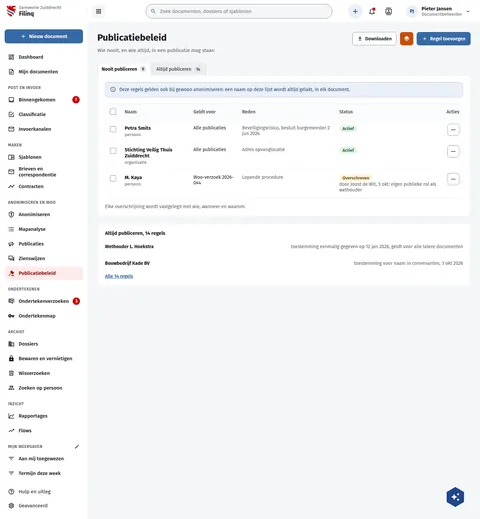 Gemeente Zuiddrecht
Filinq
Zoek documenten, dossiers of sjablonen
PJ
Pieter Jansen
Documentbeheerder
+ Nieuw document
Dashboard
Mijn documenten
POST EN INVOER
Binnengekomen 7
Classificatie
Invoerkanalen
MAKEN
Sjablonen
Brieven en
correspondentie
Contracten
ANONIMISEREN EN WOO
Anonimiseren
Mapanalyse
Publicaties
Zienswijzen
Publicatiebeleid
ONDERTEKENEN
Ondertekenverzoeken 3
Ondertekenmap
ARCHIEF
Dossiers
Bewaren en vernietigen
Wisverzoeken
Zoeken op persoon
INZICHT
Rapportages
Flows
MIJN WEERGAVEN
Aan mij toegewezen
Termijn deze week
Hulp en uitleg
Geavanceerd
Publicatiebeleid
Wie nooit, en wie altijd, in een publicatie mag staan
Downloaden
+ Regel toevoegen
Nooit publiceren
Altijd publiceren 14
Deze regels gelden ook bij gewoon anonimiseren: een naam op deze lijst wordt altijd gelakt, in elk document.
Naam Geldt voor Reden Status Acties
Petra Smits
persoon
Alle publicaties
Beveiligingsrisico, besluit burgemeester 2
jun 2026
Actief
Stichting Veilig Thuis
Zuiddrecht
organisatie
Alle publicaties
Adres opvanglocatie
Actief
M. Kaya
persoon
Woo-verzoek 2026-
044
Lopende procedure
Overschreven
door Joost de Wit, 3 okt: eigen publieke rol als
wethouder
Elke overschrijving wordt vastgelegd met wie, wanneer en waarom.
Altijd publiceren, 14 regels
Wethouder L. Hoekstra
toestemming eenmalig gegeven op 12 jan 2026, geldt voor alle latere documenten
Bouwbedrijf Kade BV
toestemming voor naam in convenanten, 3 okt 2026
Alle 14 regels